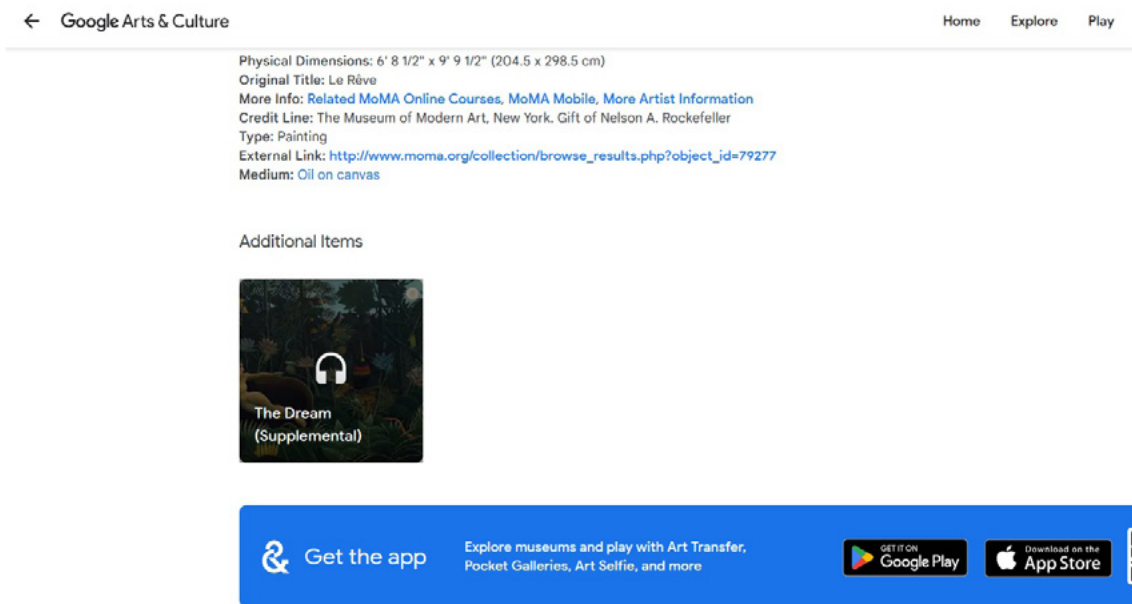 Google Arts & Culture
Home Explore Play
Physical Dimensions: 6' 8 1/2" x 9' 9 1/2" (204.5 x 298.5 cm)
Original Title: Le Rêve
More Info: Related MoMA Online Courses, MoMA Mobile, More Artist Information
Credit Line: The Museum of Modern Art, New York. Gift of Nelson A. Rockefeller
Type: Painting
External Link: http://www.moma.org/collection/browse_results.php?object_id=79277
Medium: Oil on canvas
Additional Items
The Dream
(Supplemental)
Get the app
Explore museums and play with Art Transfer,
Pocket Galleries, Art Selfie, and more
GET IT ON
Google Play
Download on the
App Store